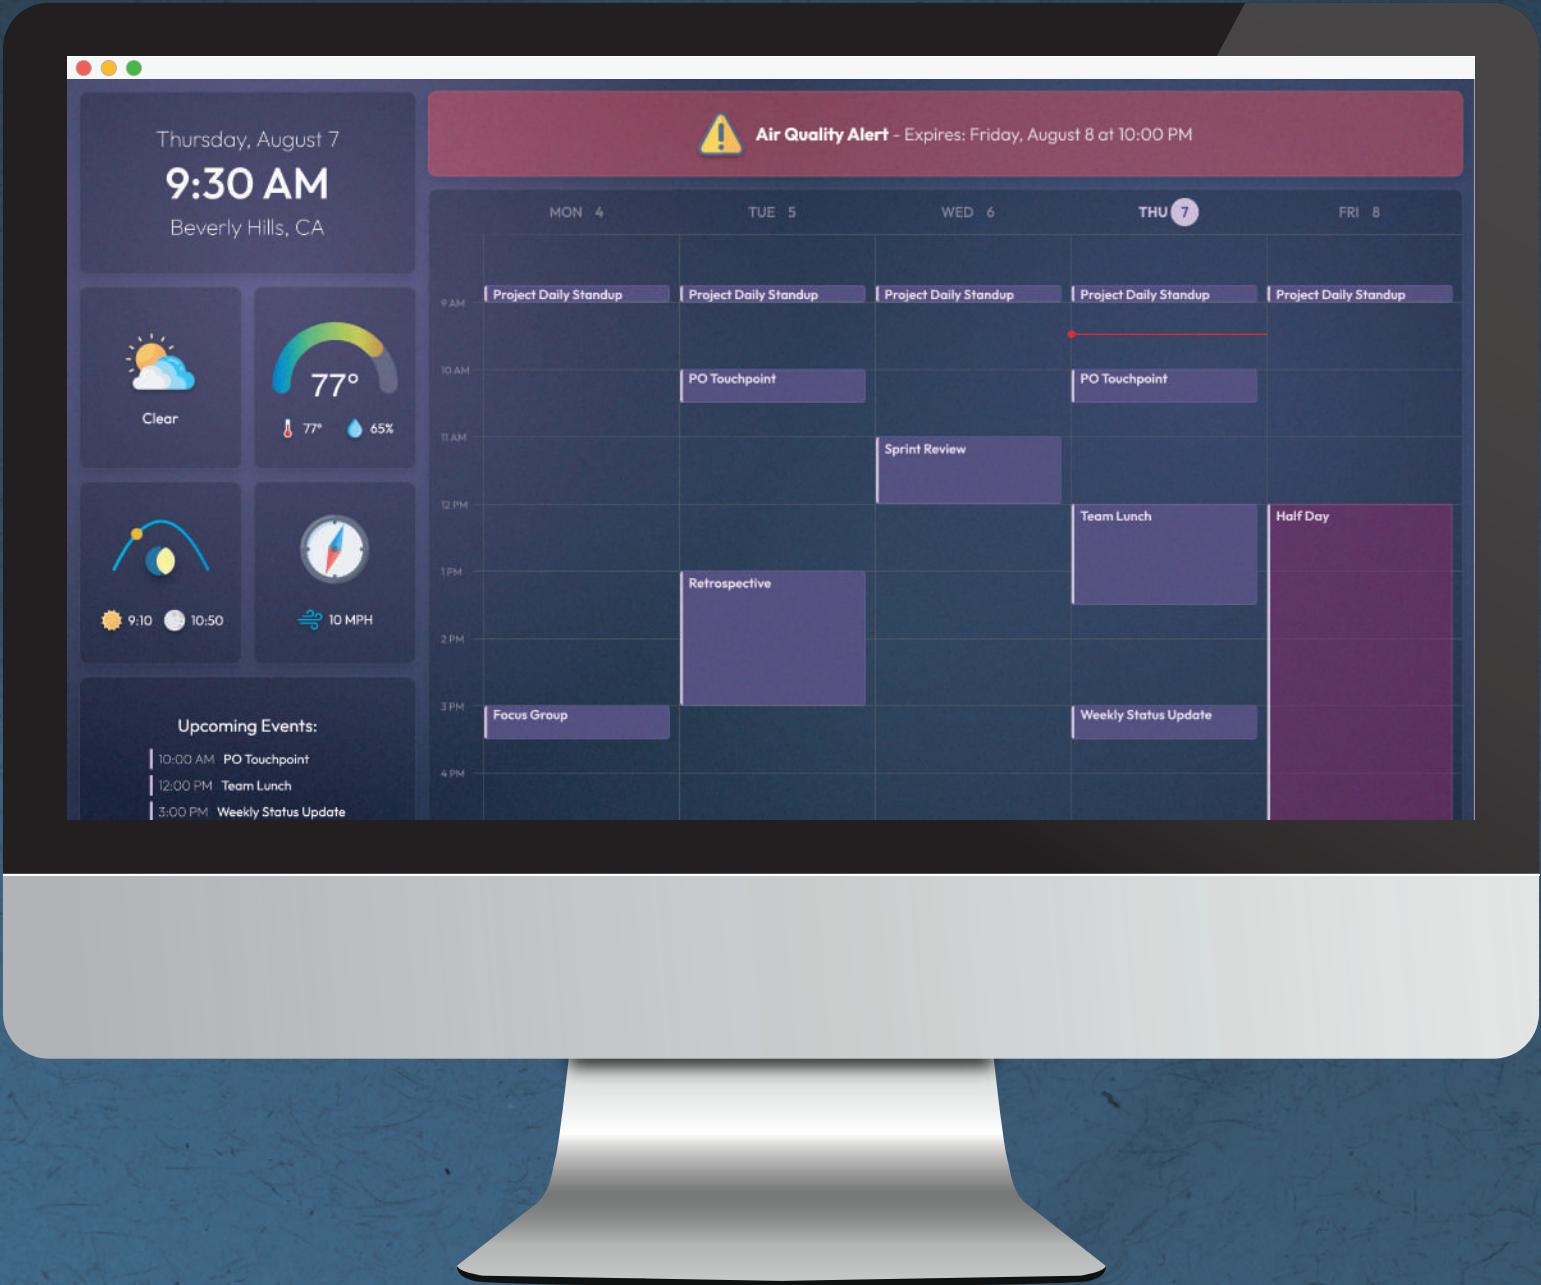 Thursday, August 7
9:30 AM
Beverly Hills, CA
Clear
77°
77° 65%
9:10 10:50
10 MPH
Upcoming Events:
10:00 AM PO Touchpoint
12:00 PM Team Lunch
3:00 PM Weekly Status Update
Air Quality Alert - Expires: Friday, August 8 at 10:00 PM
MON 4 TUE 5 WED 6 THU 7 FRI 8
9 AM Project Daily Standup Project Daily Standup Project Daily Standup Project Daily Standup Project Daily Standup
10 AM PO Touchpoint PO Touchpoint
11 AM Sprint Review
12 PM Team Lunch Half Day
1 PM Retrospective
2 PM
3 PM Focus Group Weekly Status Update
4 PM